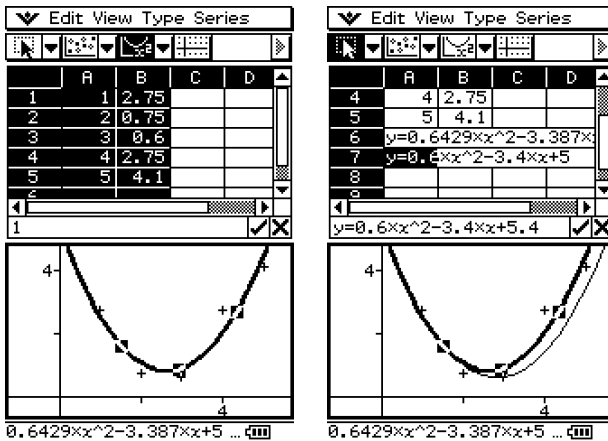 Edit View Type Series
A B C D
1 1 2.75
2 2 0.75
3 3 0.6
4 4 2.75
5 5 4.1
1
4
4
0.6429×x^2-3.387×x+5 ...
Edit View Type Series
A B C D
4 4 2.75
5 5 4.1
6 y=0.6429×x^2-3.387×
7 y=0.6×x^2-3.4×x+5
8
y=0.6×x^2-3.4×x+5.4
4
4
0.6429×x^2-3.387×x+5 ...